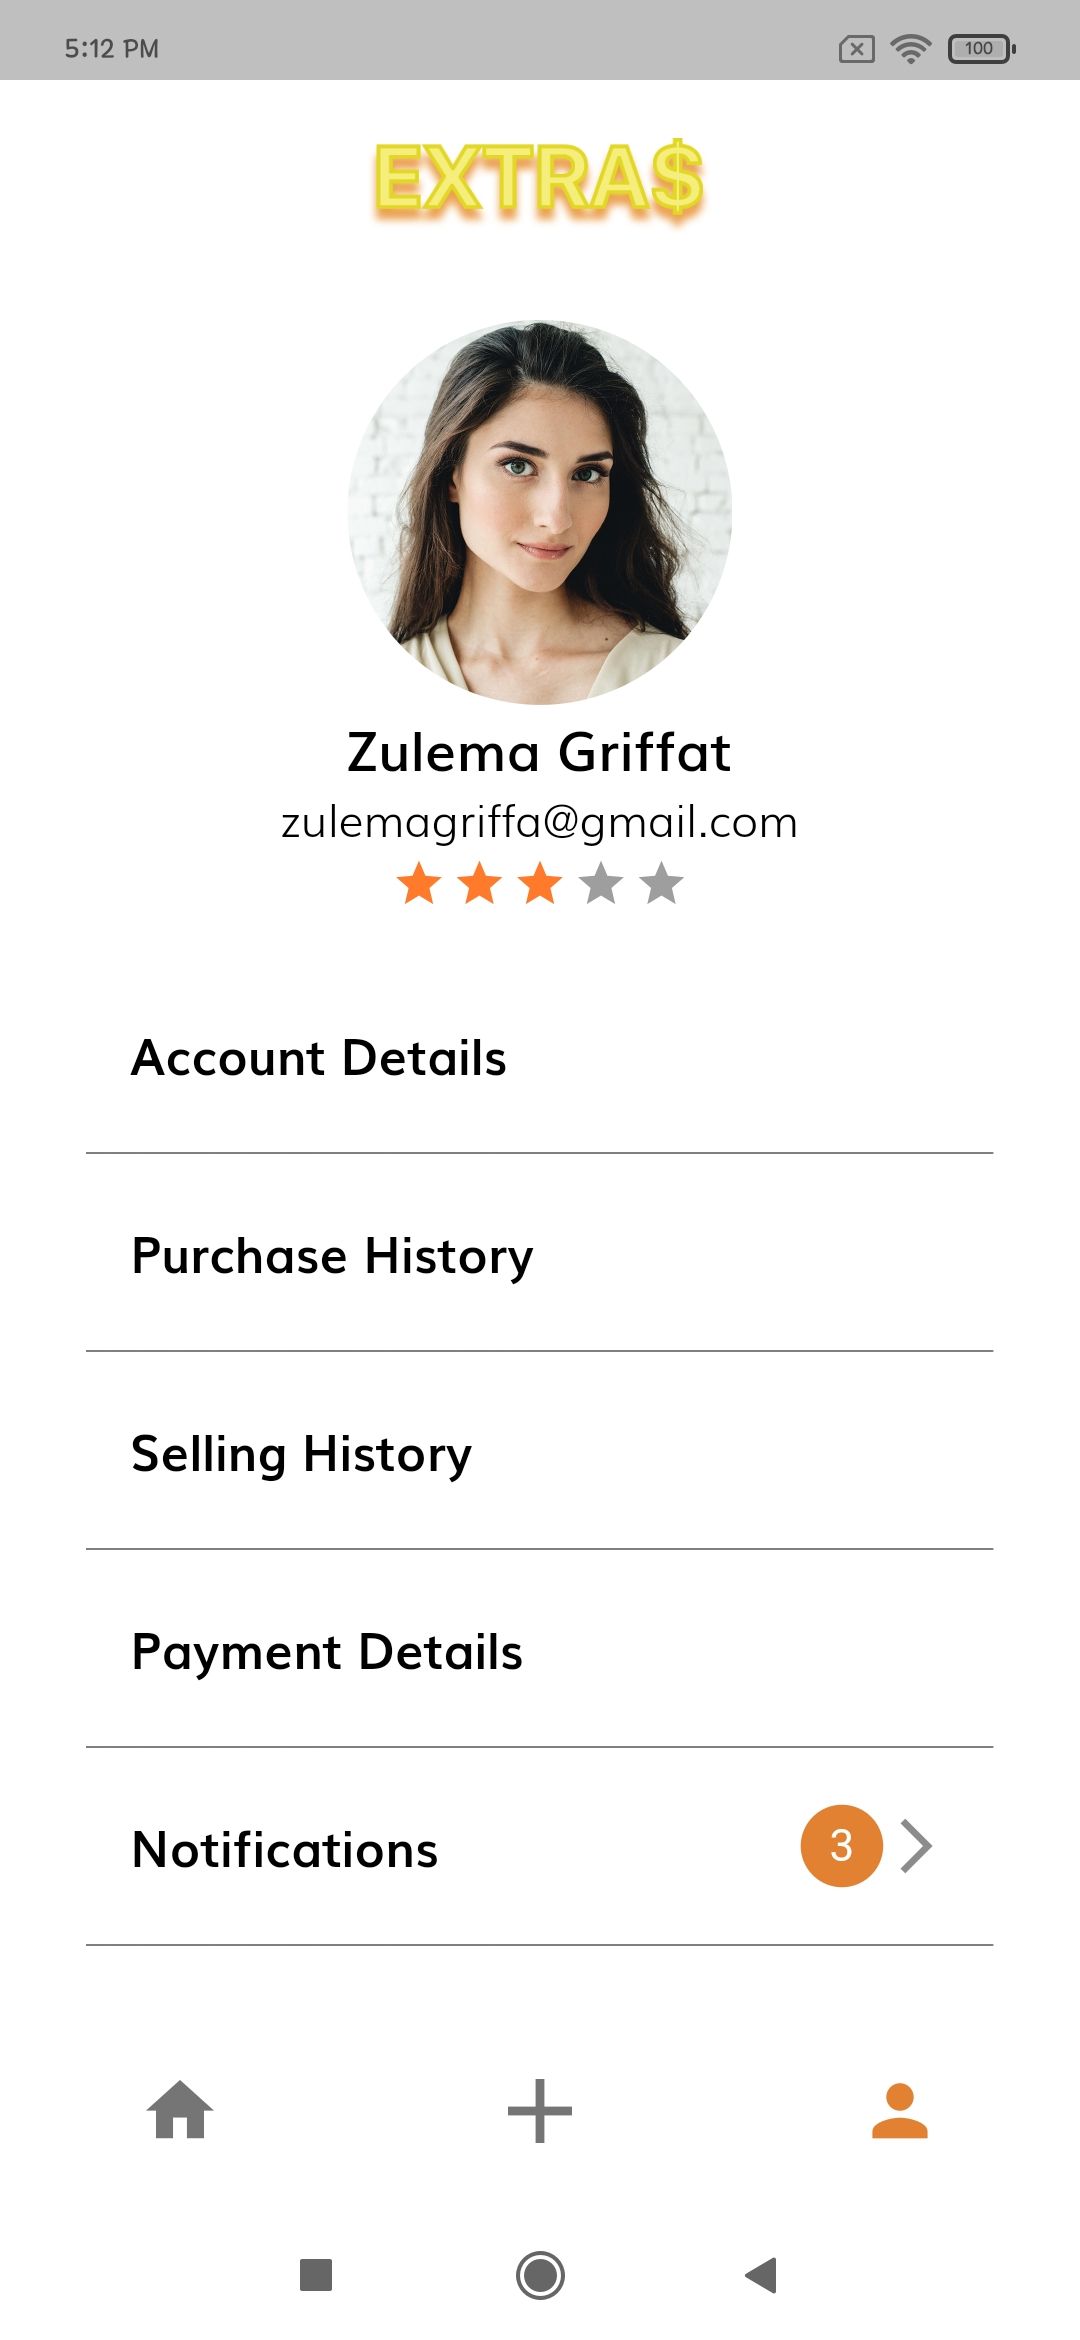 5:12 PM
100
EXTRA$
Zulema Griffat
zulemagriffa@gmail.com
Account Details
Purchase History
Selling History
Payment Details
Notifications
3